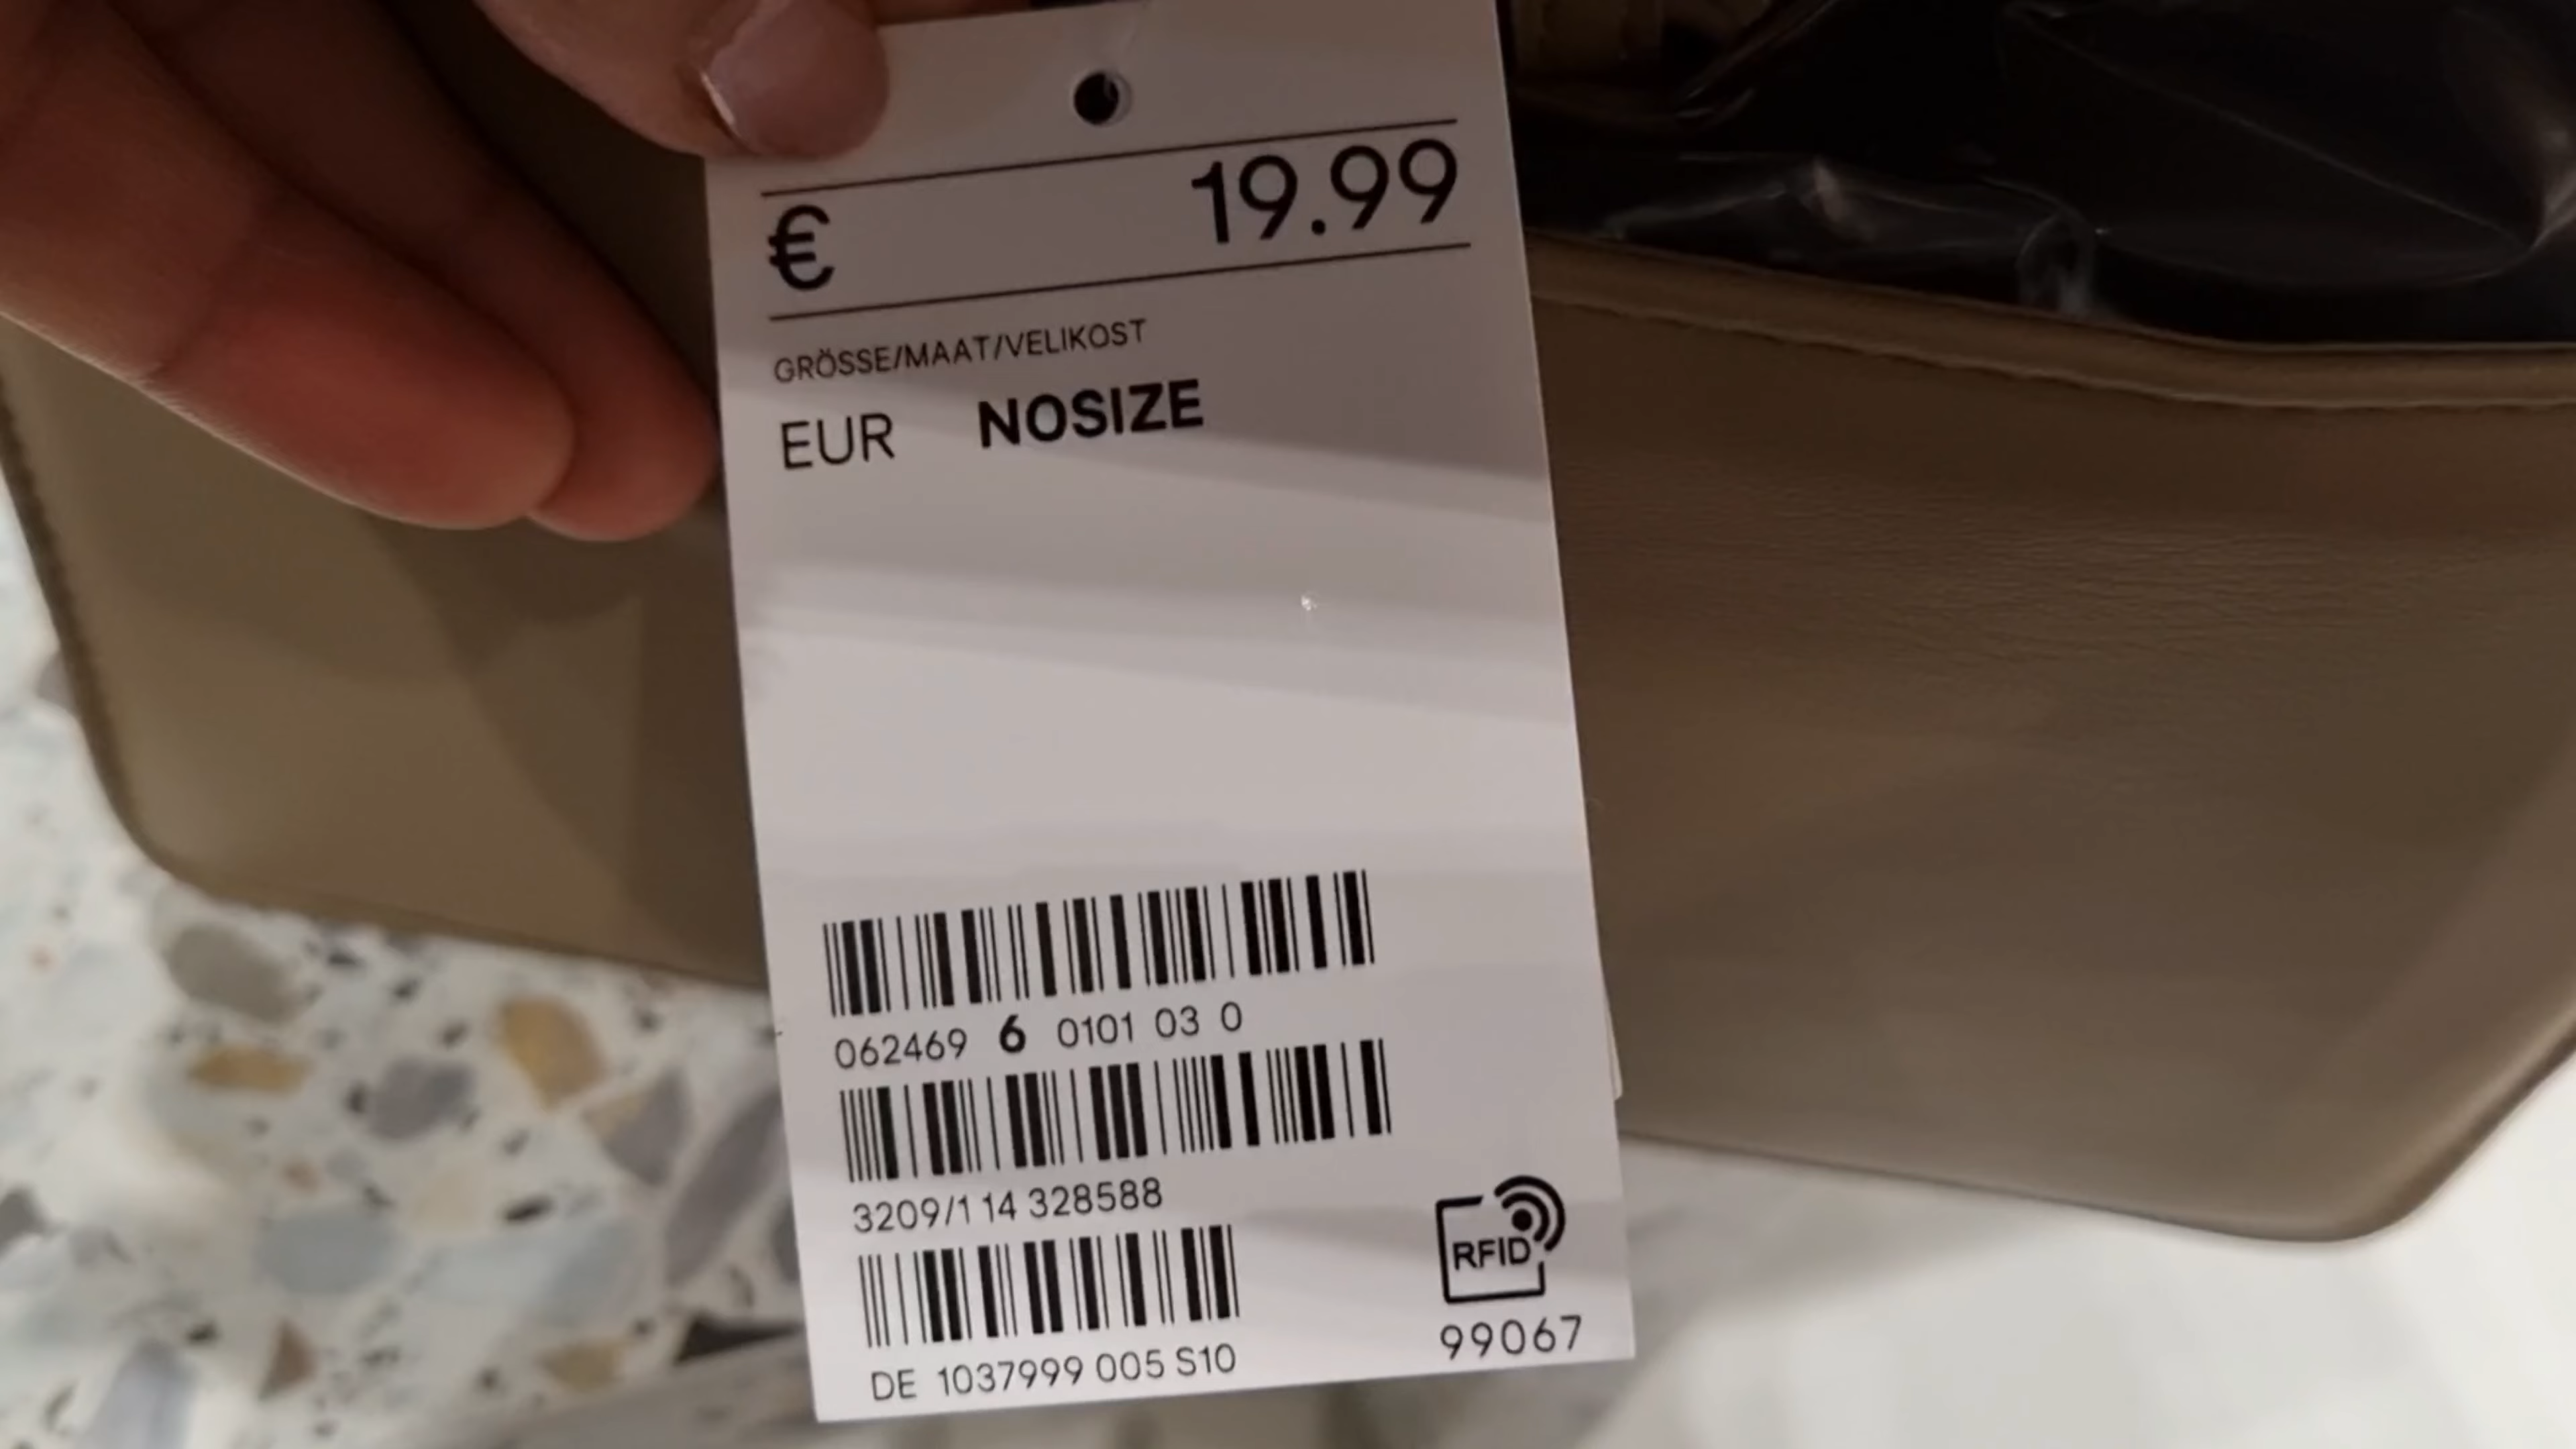 € 19.99
GRÖSSE/MAAT/VELIKOST
EUR NOSIZE
062469 6 0101 03 0
3209/1 14 328588
RFID
DE 1037999 005 S10
99067